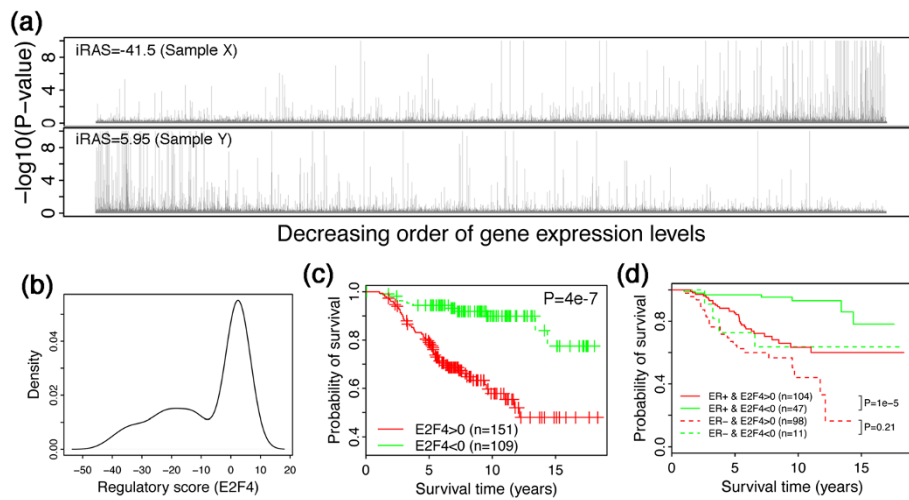 (a)
iRAS=-41.5 (Sample X)
iRAS=5.95 (Sample Y)
−log10(P−value)
0 4 8
0 4 8
Decreasing order of gene expression levels
(b)
Density
0.00 0.02 0.04
−50 −40 −30 −20 −10 0 10 20
Regulatory score (E2F4)
(c)
P=4e-7
Probability of survival
0.4 0.5 0.6 0.7 0.8 0.9 1.0
E2F4>0 (n=151)
E2F4<0 (n=109)
0 5 10 15
Survival time (years)
(d)
Probability of survival
0.0 0.4 0.8
ER+ & E2F4>0 (n=104)
ER+ & E2F4<0 (n=47)
P=1e-5
ER− & E2F4>0 (n=98)
ER− & E2F4<0 (n=11)
P=0.21
0 5 10 15
Survival time (years)